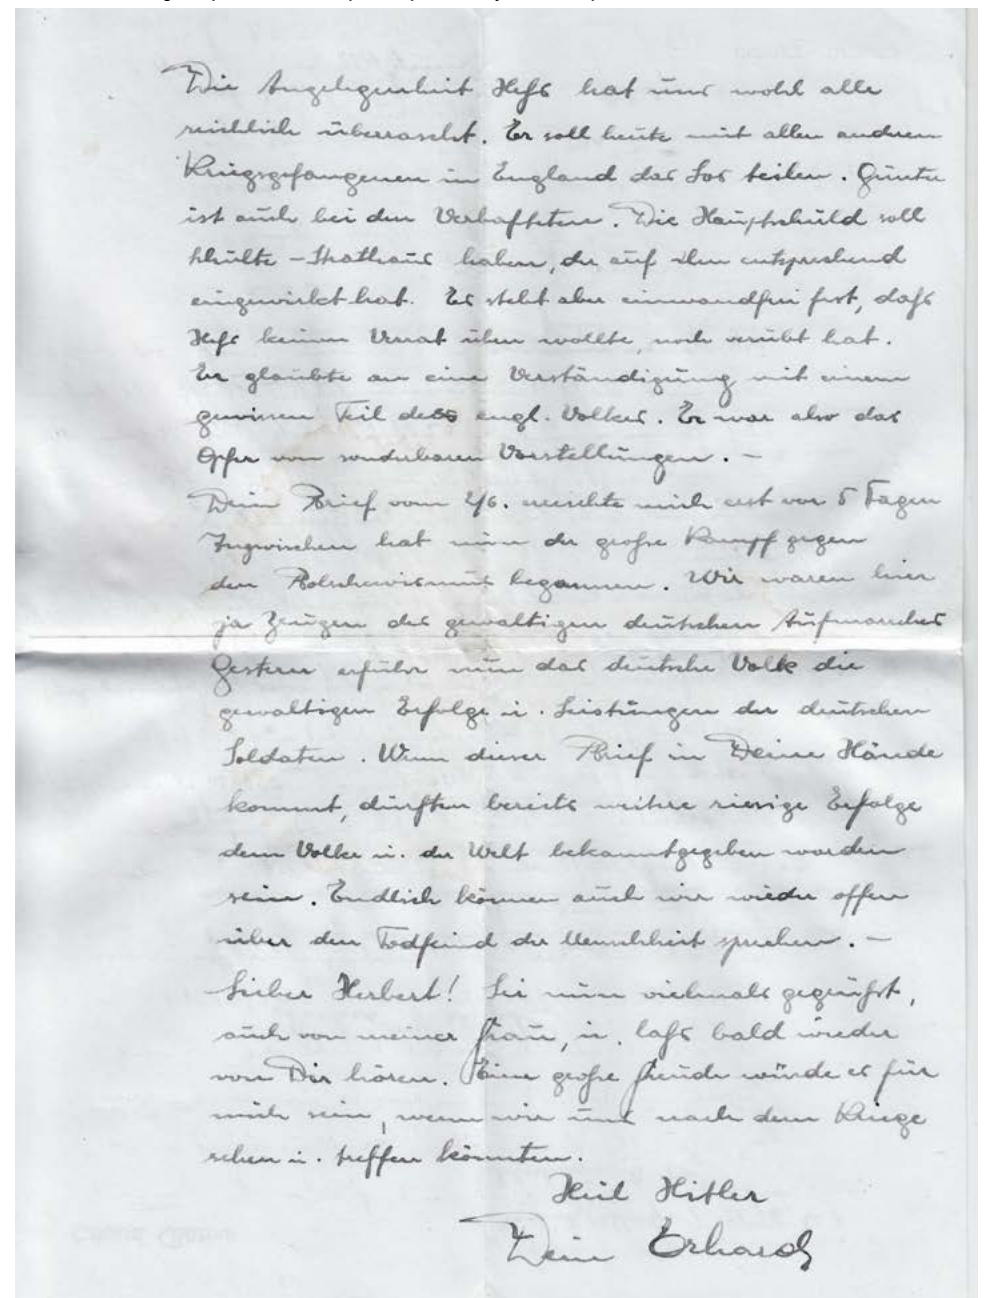 Die Angelegenheit Heß hat uns wohl alle
reichlich überrascht. Er soll heute mit allen anderen
Kriegsgefangenen in England das Los teilen. Günter
ist auch bei den Verhafteten. Die Hauptschuld soll
Schulte-Strathaus haben, der auf ihn entsprechend
eingewirkt hat. Es steht aber einwandfrei fest, daß
Heß keinen Verrat üben wollte, noch verübt hat.
Er glaubte an eine Verständigung mit einem
gewissen Teil des engl. Volkes. Er war also das
Opfer von sonderbaren Vorstellungen. –
Dein Brief vom 2/6. erreichte mich erst vor 5 Tagen
Inzwischen hat nun der große Kampf gegen
den Bolschewismus begonnen. Wir waren hier
ja Zeugen des gewaltigen deutschen Aufmarsches
Gestern erfuhr nun das deutsche Volk die
gewaltigen Erfolge u. Leistungen der deutschen
Soldaten. Wenn dieser Brief in Deine Hände
kommt, dürften bereits weitere riesige Erfolge
dem Volke u. der Welt bekanntgegeben worden
sein. Endlich können auch wir wieder offen
über den Todfeind der Menschheit sprechen. –
Lieber Herbert! Sei nun vielmals gegrüßt,
auch von meiner Frau, u. laß bald wieder
von Dir hören. Eine große Freude würde es für
mich sein, wenn wir uns nach dem Kriege
sehen u. treffen könnten.
Heil Hitler
Dein Erhard